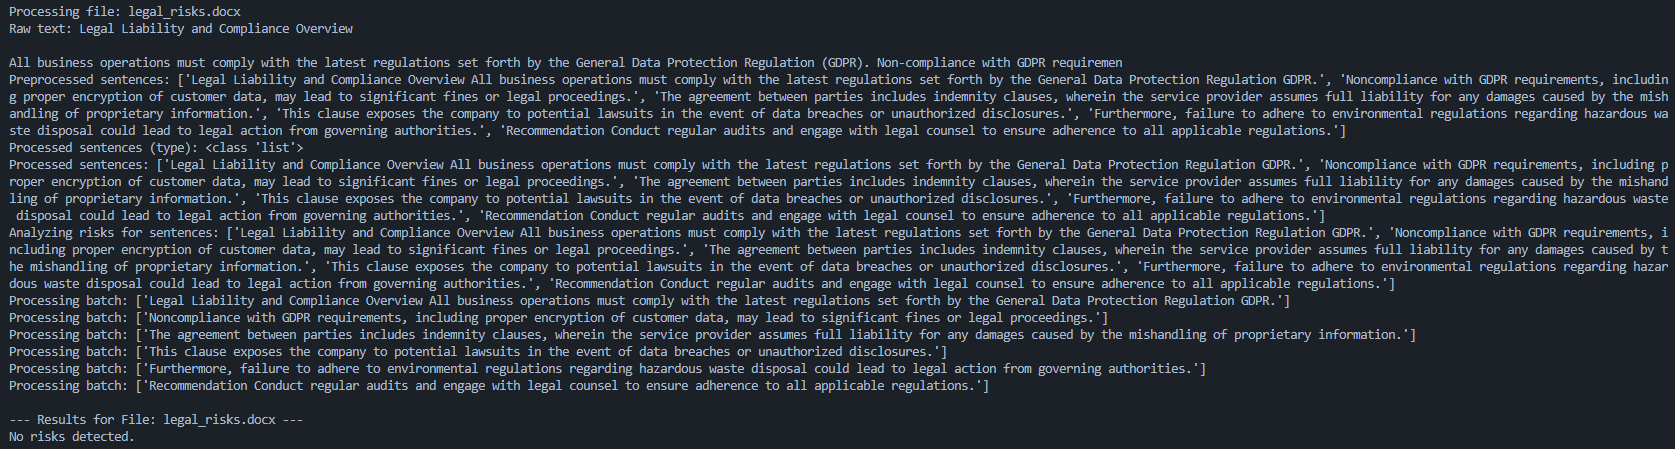 Processing file: legal_risks.docx
Raw text: Legal Liability and Compliance Overview
All business operations must comply with the latest regulations set forth by the General Data Protection Regulation (GDPR). Non-compliance with GDPR requiremen
Preprocessed sentences: ['Legal Liability and Compliance Overview All business operations must comply with the latest regulations set forth by the General Data Protection Regulation GDPR.', 'Noncompliance with GDPR requirements, includin
g proper encryption of customer data, may lead to significant fines or legal proceedings.', 'The agreement between parties includes indemnity clauses, wherein the service provider assumes full liability for any damages caused by the mish
andling of proprietary information.', 'This clause exposes the company to potential lawsuits in the event of data breaches or unauthorized disclosures.', 'Furthermore, failure to adhere to environmental regulations regarding hazardous wa
ste disposal could lead to legal action from governing authorities.', 'Recommendation Conduct regular audits and engage with legal counsel to ensure adherence to all applicable regulations.']
Processed sentences (type): <class 'list'>
Processed sentences: ['Legal Liability and Compliance Overview All business operations must comply with the latest regulations set forth by the General Data Protection Regulation GDPR.', 'Noncompliance with GDPR requirements, including p
roper encryption of customer data, may lead to significant fines or legal proceedings.', 'The agreement between parties includes indemnity clauses, wherein the service provider assumes full liability for any damages caused by the mishand
ling of proprietary information.', 'This clause exposes the company to potential lawsuits in the event of data breaches or unauthorized disclosures.', 'Furthermore, failure to adhere to environmental regulations regarding hazardous waste
 disposal could lead to legal action from governing authorities.', 'Recommendation Conduct regular audits and engage with legal counsel to ensure adherence to all applicable regulations.']
Analyzing risks for sentences: ['Legal Liability and Compliance Overview All business operations must comply with the latest regulations set forth by the General Data Protection Regulation GDPR.', 'Noncompliance with GDPR requirements, i
ncluding proper encryption of customer data, may lead to significant fines or legal proceedings.', 'The agreement between parties includes indemnity clauses, wherein the service provider assumes full liability for any damages caused by t
he mishandling of proprietary information.', 'This clause exposes the company to potential lawsuits in the event of data breaches or unauthorized disclosures.', 'Furthermore, failure to adhere to environmental regulations regarding hazar
dous waste disposal could lead to legal action from governing authorities.', 'Recommendation Conduct regular audits and engage with legal counsel to ensure adherence to all applicable regulations.']
Processing batch: ['Legal Liability and Compliance Overview All business operations must comply with the latest regulations set forth by the General Data Protection Regulation GDPR.']
Processing batch: ['Noncompliance with GDPR requirements, including proper encryption of customer data, may lead to significant fines or legal proceedings.']
Processing batch: ['The agreement between parties includes indemnity clauses, wherein the service provider assumes full liability for any damages caused by the mishandling of proprietary information.']
Processing batch: ['This clause exposes the company to potential lawsuits in the event of data breaches or unauthorized disclosures.']
Processing batch: ['Furthermore, failure to adhere to environmental regulations regarding hazardous waste disposal could lead to legal action from governing authorities.']
Processing batch: ['Recommendation Conduct regular audits and engage with legal counsel to ensure adherence to all applicable regulations.']
--- Results for File: legal_risks.docx ---
No risks detected.